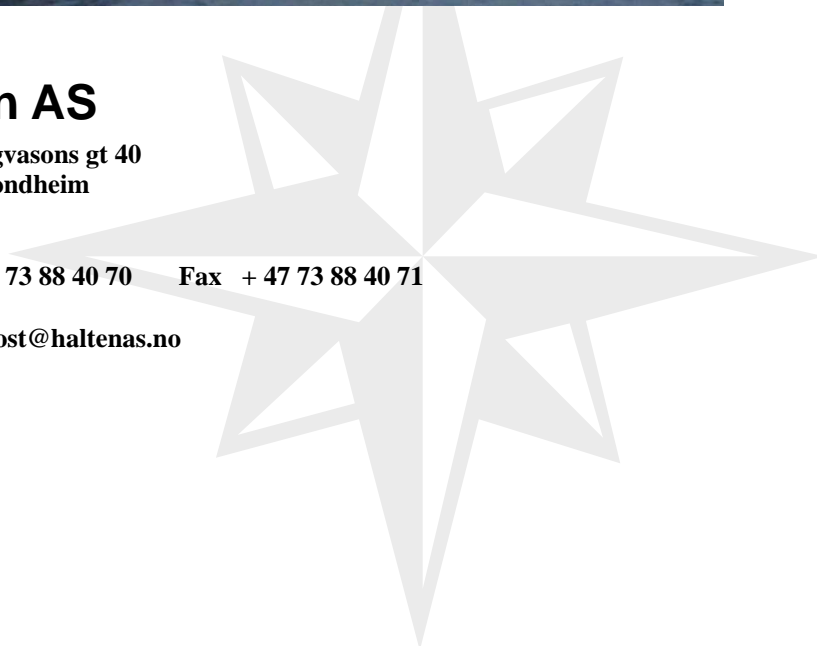 n AS
gvasons gt 40
ondheim
73 88 40 70 Fax + 47 73 88 40 71
ost@haltenas.no